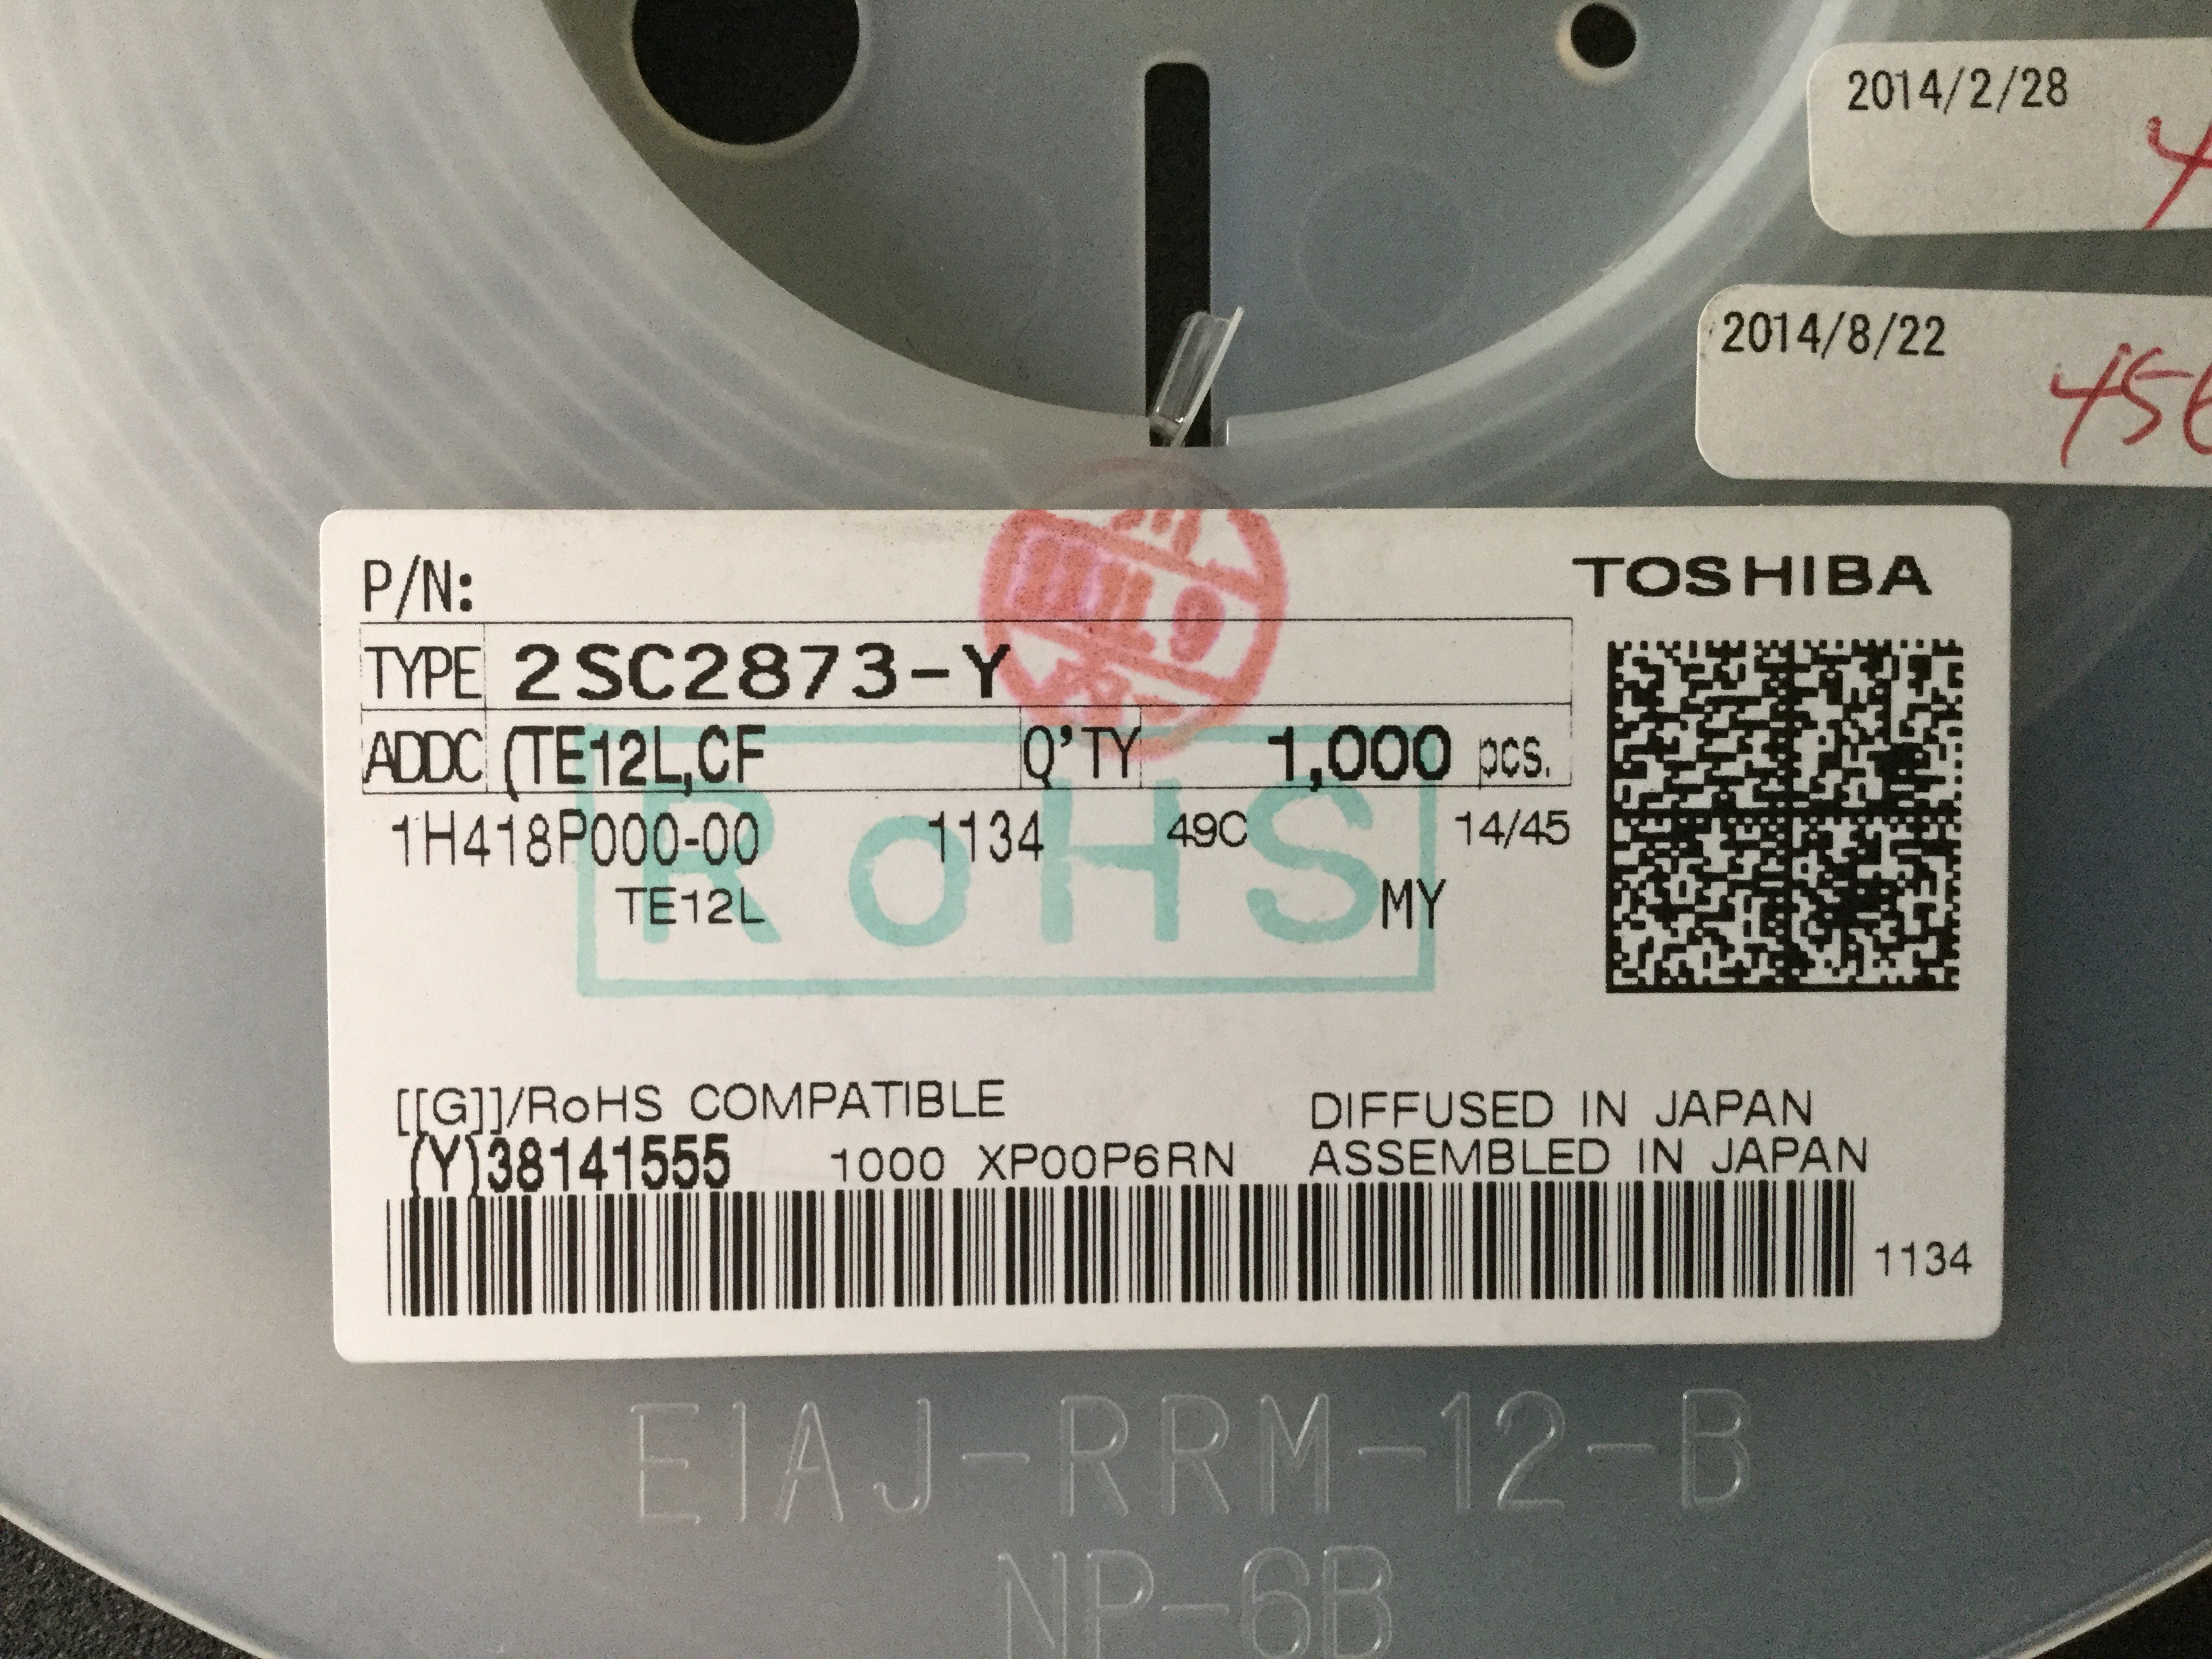 2014/2/28
4
2014/8/22
456
P/N:
TOSHIBA
TYPE 2SC2873-Y
ADDC (TE12L,CF Q'TY 1,000 pcs.
1H418P000-00 1134 49C 14/45
TE12L MY
RoHS
[[G]]/RoHS COMPATIBLE
DIFFUSED IN JAPAN
(Y)38141555 1000 XP00P6RN
ASSEMBLED IN JAPAN
1134
EIAJ-RRM-12-B
NP-6B